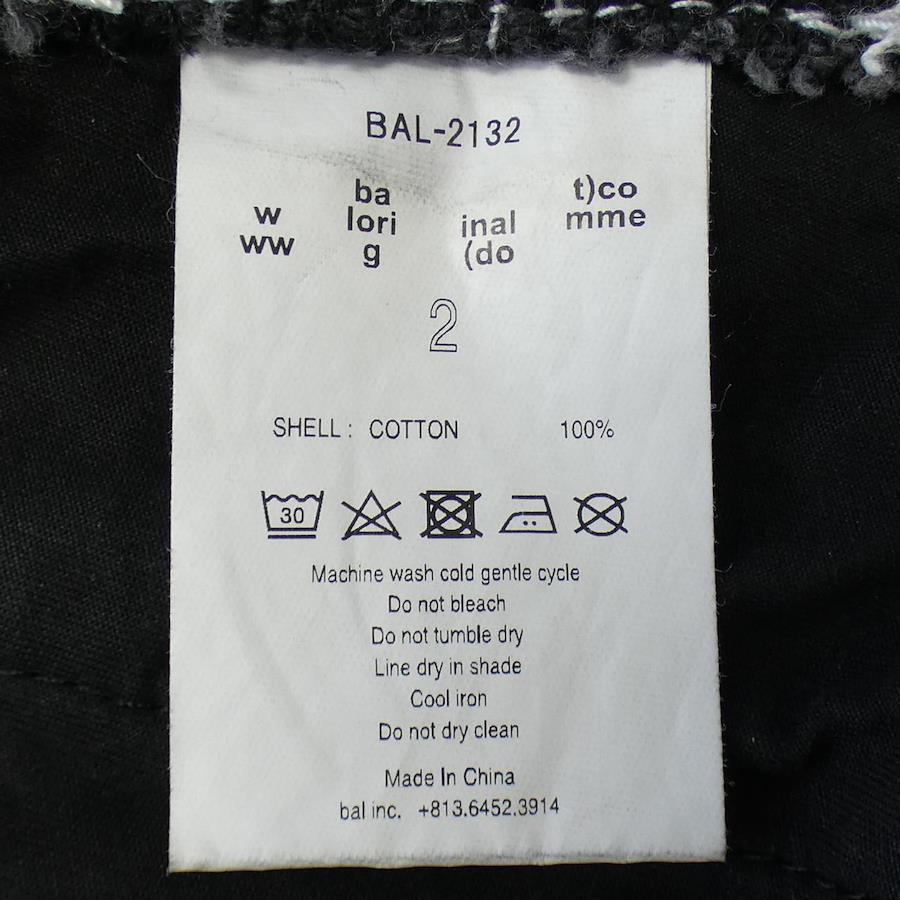 BAL-2132
w
ww
ba
lori
g
inal
(do
t)co
mme
2
SHELL : COTTON 100%
30
Machine wash cold gentle cycle
Do not bleach
Do not tumble dry
Line dry in shade
Cool iron
Do not dry clean
Made In China
bal inc. +813.6452.3914